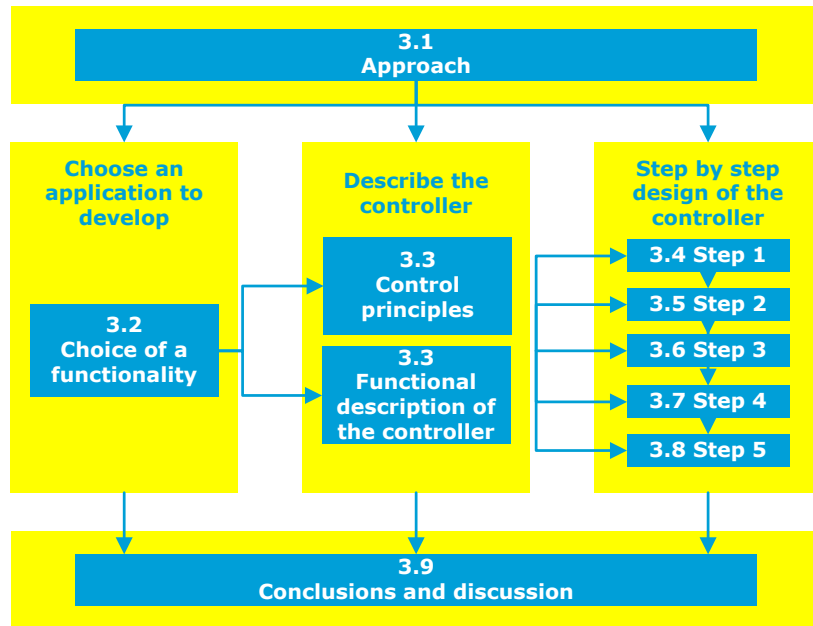 3.1
Approach
Choose an
application to
develop
3.2
Choice of a
functionality
Describe the
controller
3.3
Control
principles
3.3
Functional
description of
the controller
Step by step
design of the
controller
3.4 Step 1
3.5 Step 2
3.6 Step 3
3.7 Step 4
3.8 Step 5
3.9
Conclusions and discussion